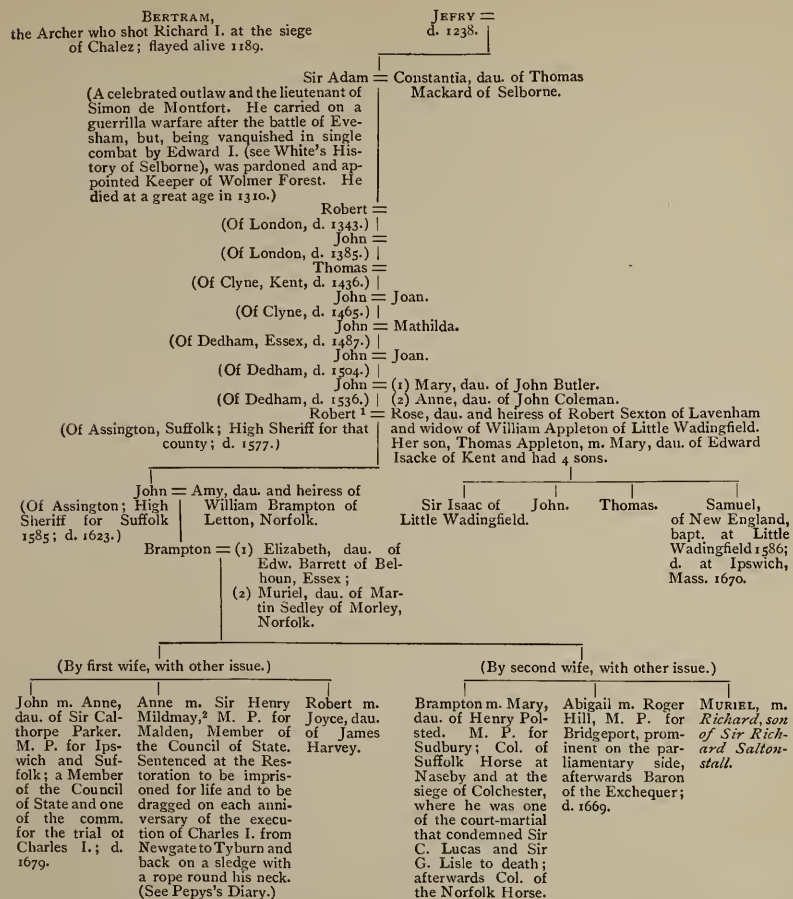 BERTRAM,
the Archer who shot Richard I. at the siege
of Chalez; flayed alive 1189.
JEFRY =
d. 1238.
Sir Adam = Constantia, dau. of Thomas
Mackard of Selborne.
(A celebrated outlaw and the lieutenant of
Simon de Montfort. He carried on a
guerrilla warfare after the battle of Eve-
sham, but, being vanquished in single
combat by Edward I. (see White's His-
tory of Selborne), was pardoned and ap-
pointed Keeper of Wolmer Forest. He
died at a great age in 1310.)
Robert =
(Of London, d. 1343.)
John =
(Of London, d. 1385.)
Thomas =
(Of Clyne, Kent, d. 1436.)
John = Joan.
(Of Clyne, d. 1465.)
John = Mathilda.
(Of Dedham, Essex, d. 1487.)
John = Joan.
(Of Dedham, d. 1504.)
John = (1) Mary, dau. of John Butler.
(Of Dedham, d. 1536.) (2) Anne, dau. of John Coleman.
Robert 1 = Rose, dau. and heiress of Robert Sexton of Lavenham
and widow of William Appleton of Little Wadingfield.
Her son, Thomas Appleton, m. Mary, dau. of Edward
Isacke of Kent and had 4 sons.
(Of Assington, Suffolk; High Sheriff for that
county; d. 1577.)
John = Amy, dau. and heiress of
William Brampton of
Letton, Norfolk.
(Of Assington; High
Sheriff for Suffolk
1585; d. 1623.)
Sir Isaac of
Little Wadingfield.
John.
Thomas.
Samuel,
of New England,
bapt. at Little
Wadingfield 1586;
d. at Ipswich,
Mass. 1670.
Brampton = (1) Elizabeth, dau. of
Edw. Barrett of Bel-
houn, Essex;
(2) Muriel, dau. of Mar-
tin Sedley of Morley,
Norfolk.
(By first wife, with other issue.)
(By second wife, with other issue.)
John m. Anne,
dau. of Sir Cal-
thorpe Parker.
M. P. for Ips-
wich and Suf-
folk; a Member
of the Council
of State and one
of the comm.
for the trial of
Charles I.; d.
1679.
Anne m. Sir Henry
Mildmay,2 M. P. for
Malden, Member of
the Council of State.
Sentenced at the Res-
toration to be impris-
oned for life and to be
dragged on each anni-
versary of the execu-
tion of Charles I. from
Newgate to Tyburn and
back on a sledge with
a rope round his neck.
(See Pepys's Diary.)
Robert m.
Joyce, dau.
of James
Harvey.
Brampton m. Mary,
dau. of Henry Pol-
sted. M. P. for
Sudbury; Col. of
Suffolk Horse at
Naseby and at the
siege of Colchester,
where he was one
of the court-martial
that condemned Sir
C. Lucas and Sir
G. Lisle to death;
afterwards Col. of
the Norfolk Horse.
Abigail m. Roger
Hill, M. P. for
Bridgeport, prom-
inent on the par-
liamentary side,
afterwards Baron
of the Exchequer;
d. 1669.
MURIEL, m.
Richard, son
of Sir Rich-
ard Salton-
stall.